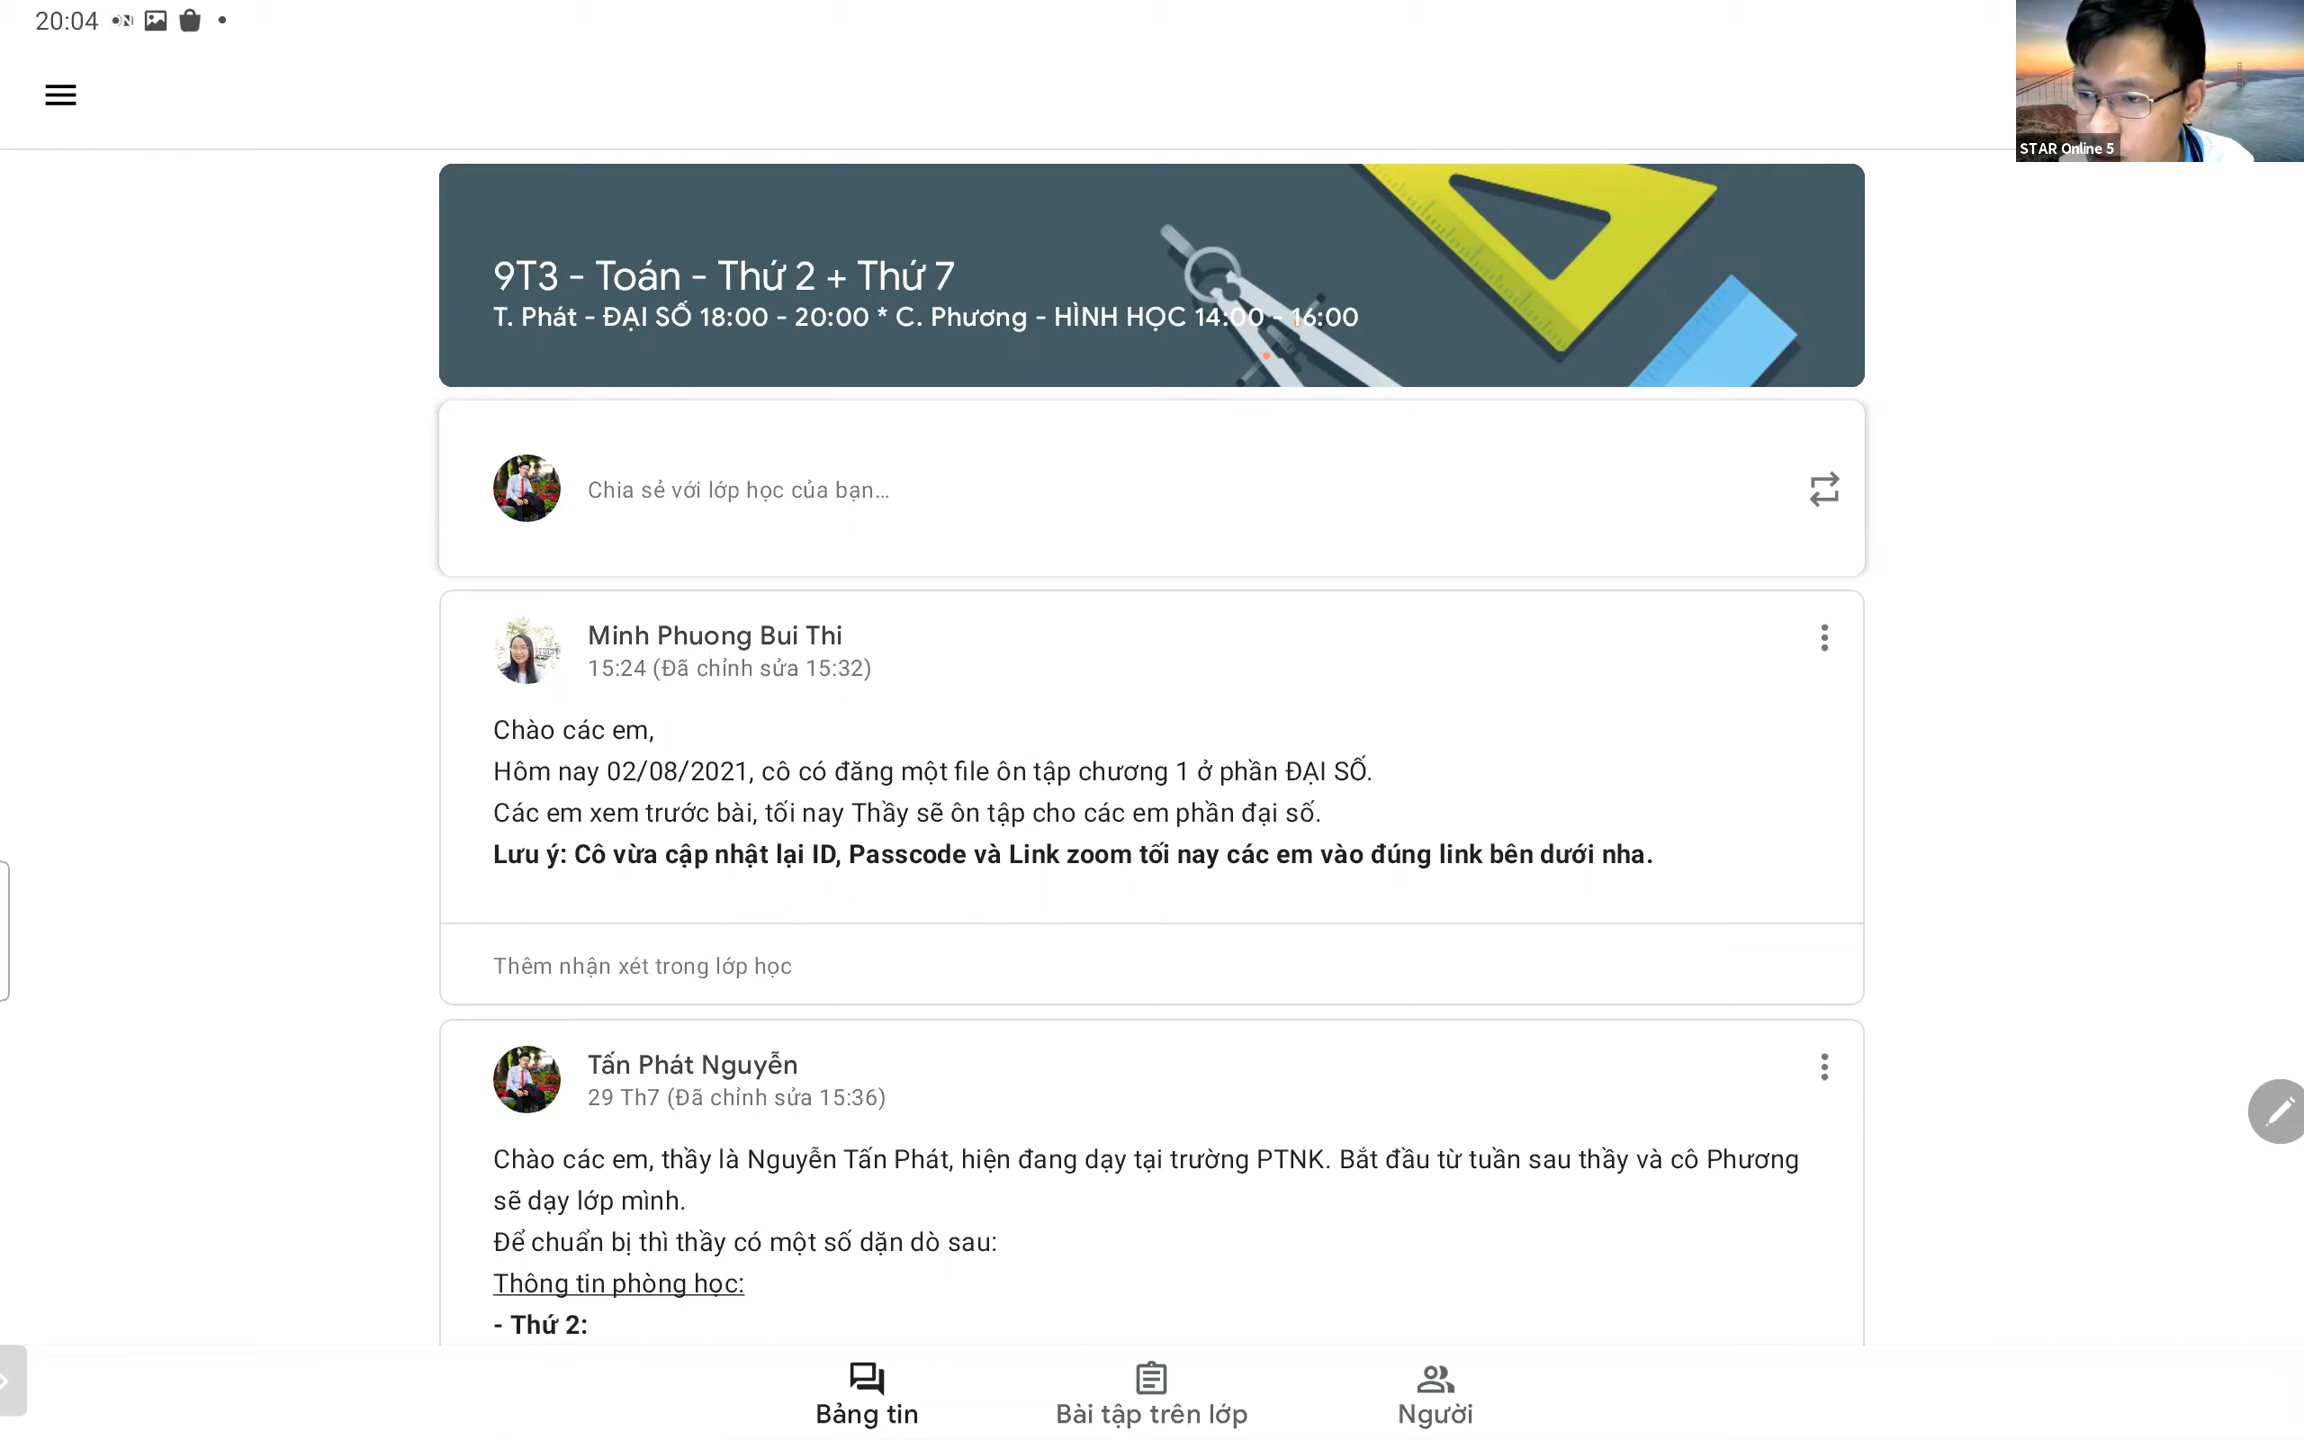 20:04
STAR Online 5
9T3 - Toán - Thứ 2 + Thứ 7
T. Phát - ĐẠI SỐ 18:00 - 20:00 * C. Phương - HÌNH HỌC 14:00 - 16:00
Chia sẻ với lớp học của bạn...
Minh Phuong Bui Thi
15:24 (Đã chỉnh sửa 15:32)
Chào các em,
Hôm nay 02/08/2021, cô có đăng một file ôn tập chương 1 ở phần ĐẠI SỐ.
Các em xem trước bài, tối nay Thầy sẽ ôn tập cho các em phần đại số.
Lưu ý: Cô vừa cập nhật lại ID, Passcode và Link zoom tối nay các em vào đúng link bên dưới nha.
Thêm nhận xét trong lớp học
Tấn Phát Nguyễn
29 Th7 (Đã chỉnh sửa 15:36)
Chào các em, thầy là Nguyễn Tấn Phát, hiện đang dạy tại trường PTNK. Bắt đầu từ tuần sau thầy và cô Phương
sẽ dạy lớp mình.
Để chuẩn bị thì thầy có một số dặn dò sau:
Thông tin phòng học:
- Thứ 2:
Bảng tin
Bài tập trên lớp
Người